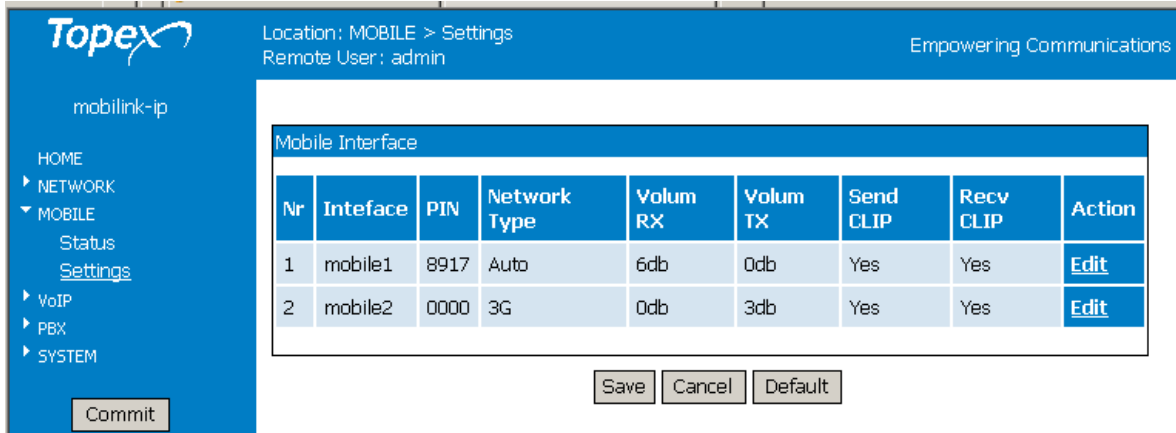 Topex
Location: MOBILE > Settings
Remote User: admin
Empowering Communications
mobilink-ip
HOME
NETWORK
MOBILE
Status
Settings
VoIP
PBX
SYSTEM
Commit
Mobile Interface
Nr Inteface PIN Network Type Volum RX Volum TX Send CLIP Recv CLIP Action
1 mobile1 8917 Auto 6db 0db Yes Yes Edit
2 mobile2 0000 3G 0db 3db Yes Yes Edit
Save Cancel Default